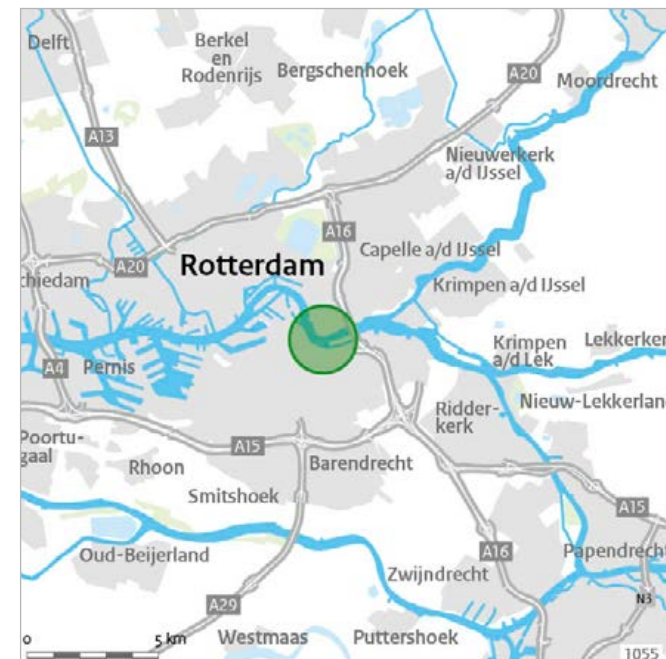 Delft
Berkel
en
Rodenrijs
Bergschenhoek
A20
Moordrecht
A13
Nieuwerkerk
a/d IJssel
A16
Capelle a/d IJssel
A20
Rotterdam
chiedam
Krimpen a/d IJssel
Krimpen
a/d Lek
Lekkerker
A4
Pernis
Ridder-
kerk
Nieuw-Lekkerland
Poortu-
gaal
A15
Rhoon
Barendrecht
Smitshoek
A15
Oud-Beijerland
A16
Papendrecht
Zwijndrecht
A29
N3
0
5 km
Westmaas
Puttershoek
1055